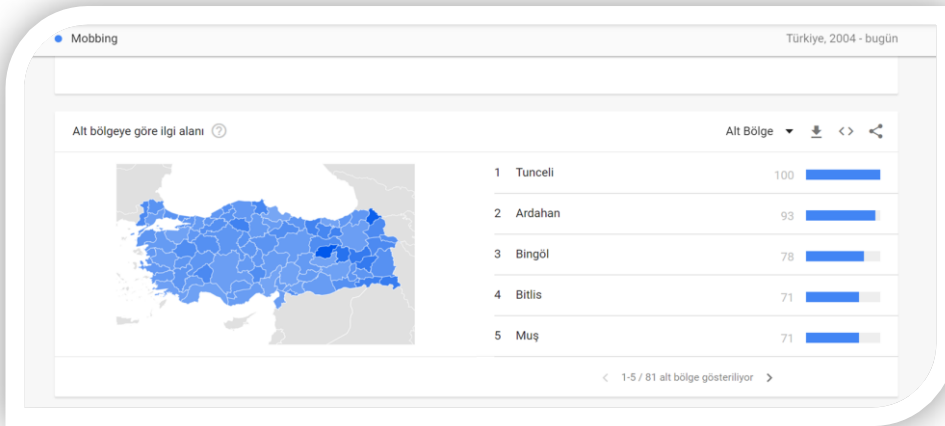 Mobbing
Türkiye, 2004 - bugün
Alt bölgeye göre ilgi alanı
Alt Bölge
1 Tunceli 100
2 Ardahan 93
3 Bingöl 78
4 Bitlis 71
5 Muş 71
1-5 / 81 alt bölge gösteriliyor